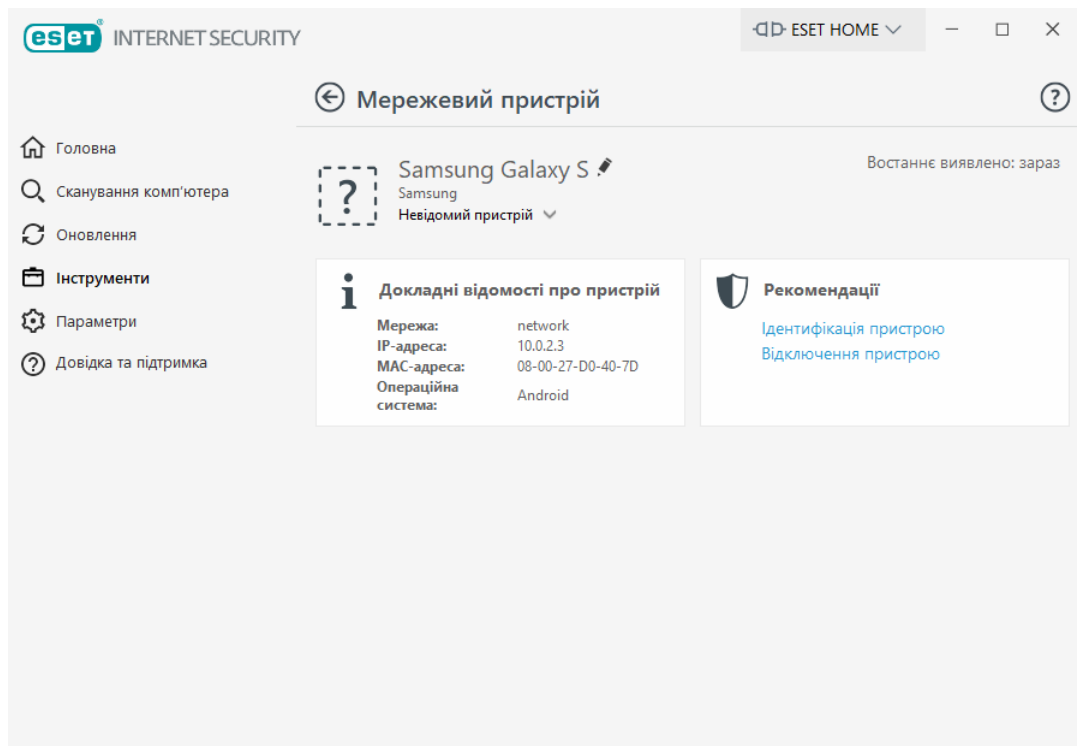 eset® INTERNET SECURITY
ESET HOME
Мережевий пристрій
?
Головна
Сканування комп'ютера
Оновлення
Інструменти
Параметри
Довідка та підтримка
?
Samsung Galaxy S
Samsung
Невідомий пристрій
Востаннє виявлено: зараз
Докладні відомості про пристрій
Мережа: network
IP-адреса: 10.0.2.3
MAC-адреса: 08-00-27-D0-40-7D
Операційна
система: Android
Рекомендації
Ідентифікація пристрою
Відключення пристрою